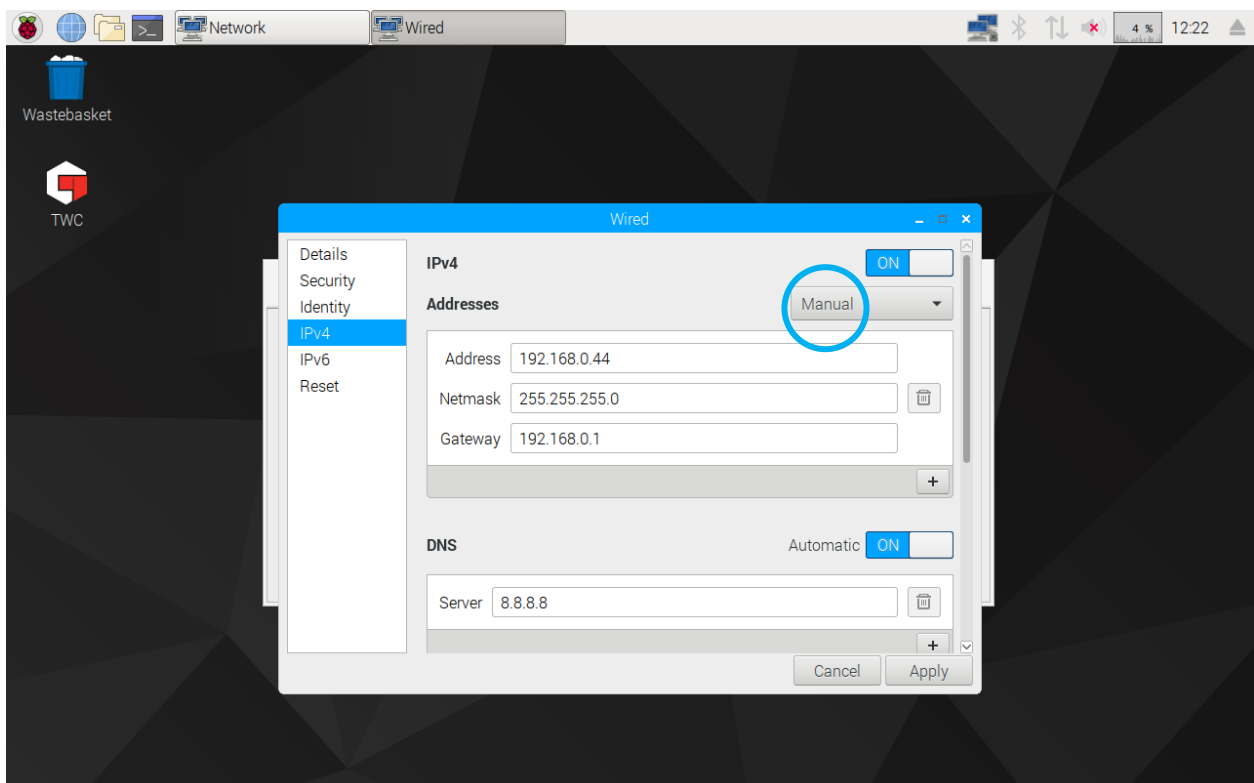 Network
Wired
4 %
12:22
Wastebasket
TWC
Wired
Details
Security
Identity
IPv4
IPv6
Reset
IPv4
ON
Addresses
Manual
Address
192.168.0.44
Netmask
255.255.255.0
Gateway
192.168.0.1
+
DNS
Automatic
ON
Server
8.8.8.8
+
Cancel
Apply